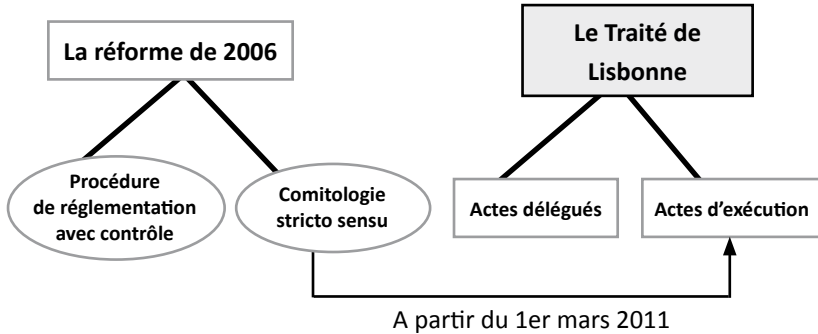 La réforme de 2006
Le Traité de
Lisbonne
Procédure
de réglementation
avec contrôle
Comitologie
stricto sensu
Actes délégués
Actes d'exécution
A partir du 1er mars 2011